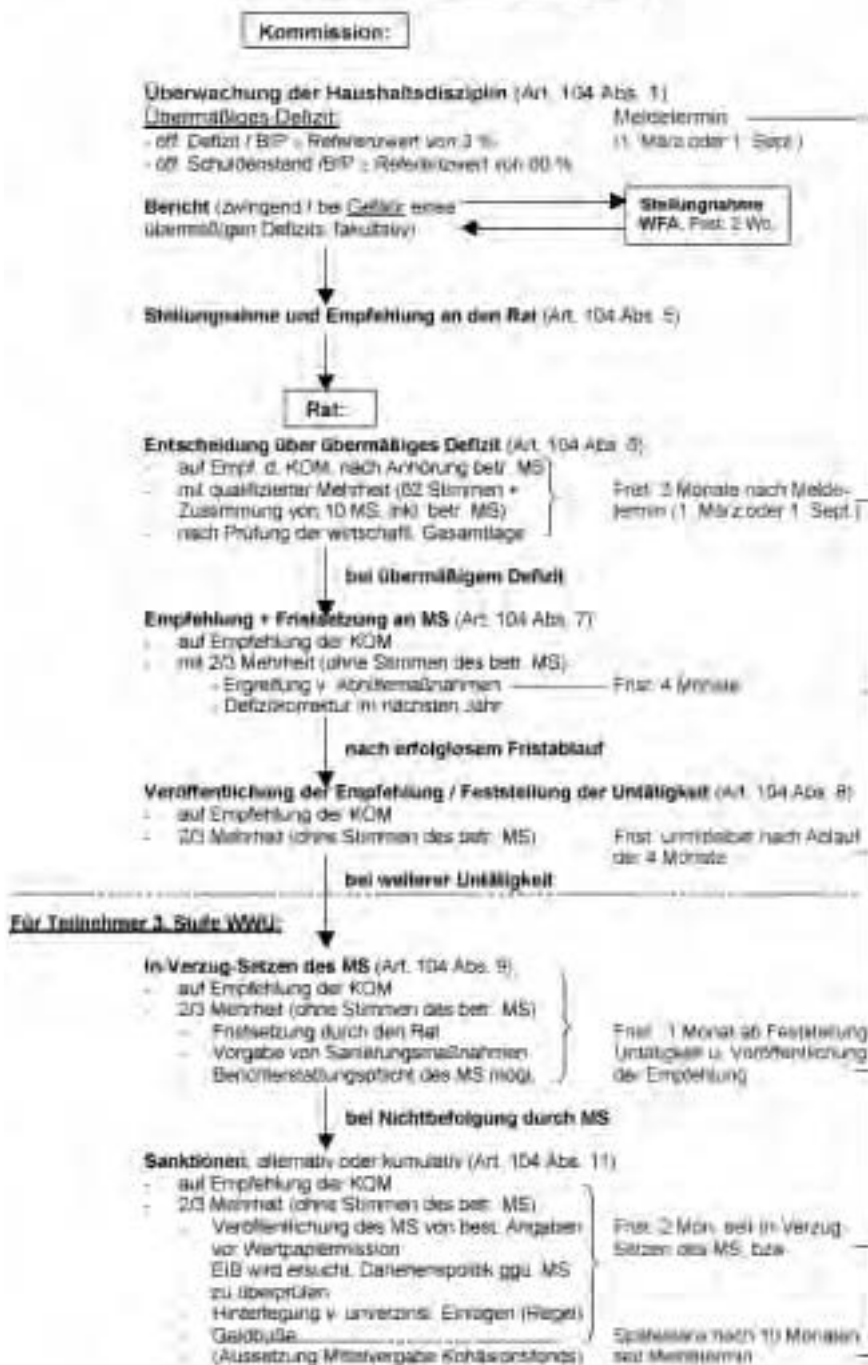 Kommission:
Überwachung der Haushaltsdisziplin (Art. 104 Abs. 1)
Übermäßiges Defizit:
Meldetermin
- öff. Defizit / BIP ≥ Referenzwert von 3 %
(1. März oder 1. Sept.)
- öff. Schuldenstand /BIP ≥ Referenzwert von 60 %
Bericht (zwingend / bei Gefahr eines
übermäßigen Defizits: fakultativ)
Stellungnahme
WFA, Frist: 2 Wo.
Stellungnahme und Empfehlung an den Rat (Art. 104 Abs. 5)
Rat:
Entscheidung über übermäßiges Defizit (Art. 104 Abs. 6)
- auf Empf. d. KOM, nach Anhörung betr. MS
- mit qualifizierter Mehrheit (62 Stimmen +
Zustimmung von 10 MS, inkl. betr. MS)
- nach Prüfung der wirtschaftl. Gesamtlage
Frist: 3 Monate nach Melde-
termin (1. März oder 1. Sept.)
bei übermäßigem Defizit
Empfehlung + Fristsetzung an MS (Art. 104 Abs. 7)
- auf Empfehlung der KOM
- mit 2/3 Mehrheit (ohne Stimmen des betr. MS)
- Ergreifung v. Abhilfemaßnahmen
Frist: 4 Monate
- Defizitkorrektur im nächsten Jahr
nach erfolglosem Fristablauf
Veröffentlichung der Empfehlung / Feststellung der Untätigkeit (Art. 104 Abs. 8)
- auf Empfehlung der KOM
- 2/3 Mehrheit (ohne Stimmen des betr. MS)
Frist: unmittelbar nach Ablauf
der 4 Monate
bei weiterer Untätigkeit
Für Teilnehmer 3. Stufe WWU:
In-Verzug-Setzen des MS (Art. 104 Abs. 9)
- auf Empfehlung der KOM
- 2/3 Mehrheit (ohne Stimmen des betr. MS)
- Fristsetzung durch den Rat
- Vorgabe von Sanierungsmaßnahmen
- Berichterstattungspflicht des MS mögl.
Frist: 1 Monat ab Feststellung
Untätigkeit u. Veröffentlichung
der Empfehlung
bei Nichtbefolgung durch MS
Sanktionen, alternativ oder kumulativ (Art. 104 Abs. 11)
- auf Empfehlung der KOM
- 2/3 Mehrheit (ohne Stimmen des betr. MS)
- Veröffentlichung des MS von best. Angaben
vor Wertpapieremission
EIB wird ersucht, Darlehenspolitik ggü. MS
zu überprüfen
- Hinterlegung v. unverzinsl. Einlagen (Regel)
- Geldbuße
- (Aussetzung Mittelvergabe Kohäsionsfonds)
Frist: 2 Mon. seit In-Verzug-
Setzen des MS, bzw.
Spätestens nach 10 Monaten
seit Meldetermin